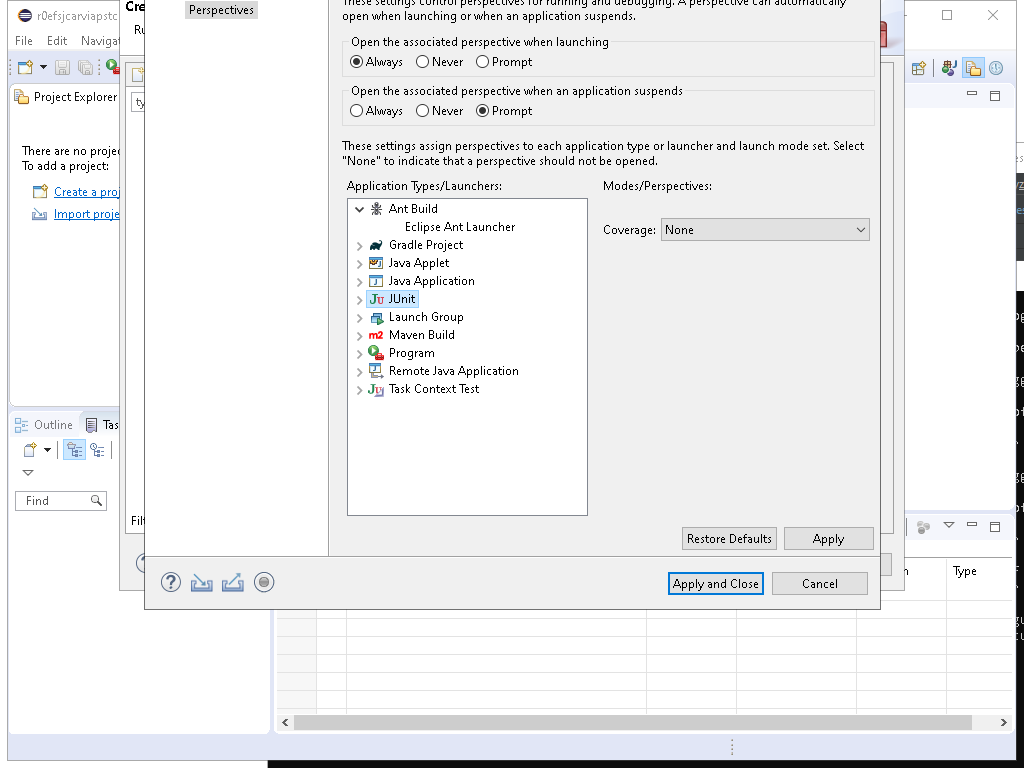 Perspectives
These settings control perspectives for running and debugging. A perspective can automatically
open when launching or when an application suspends.
r0efsjcarviapstc
Cre
Ru
File Edit Navigat
Open the associated perspective when launching
Always Never Prompt
Open the associated perspective when an application suspends
Always Never Prompt
Project Explorer
ty
There are no proje
To add a project:
Create a proj
Import proje
These settings assign perspectives to each application type or launcher and launch mode set. Select
"None" to indicate that a perspective should not be opened.
Application Types/Launchers:
Modes/Perspectives:
Ant Build
Eclipse Ant Launcher
Gradle Project
Java Applet
Java Application
JUnit
Launch Group
Maven Build
Program
Remote Java Application
Task Context Test
Coverage: None
Outline Tas
Find
Filt
Restore Defaults Apply
Apply and Close Cancel
Type